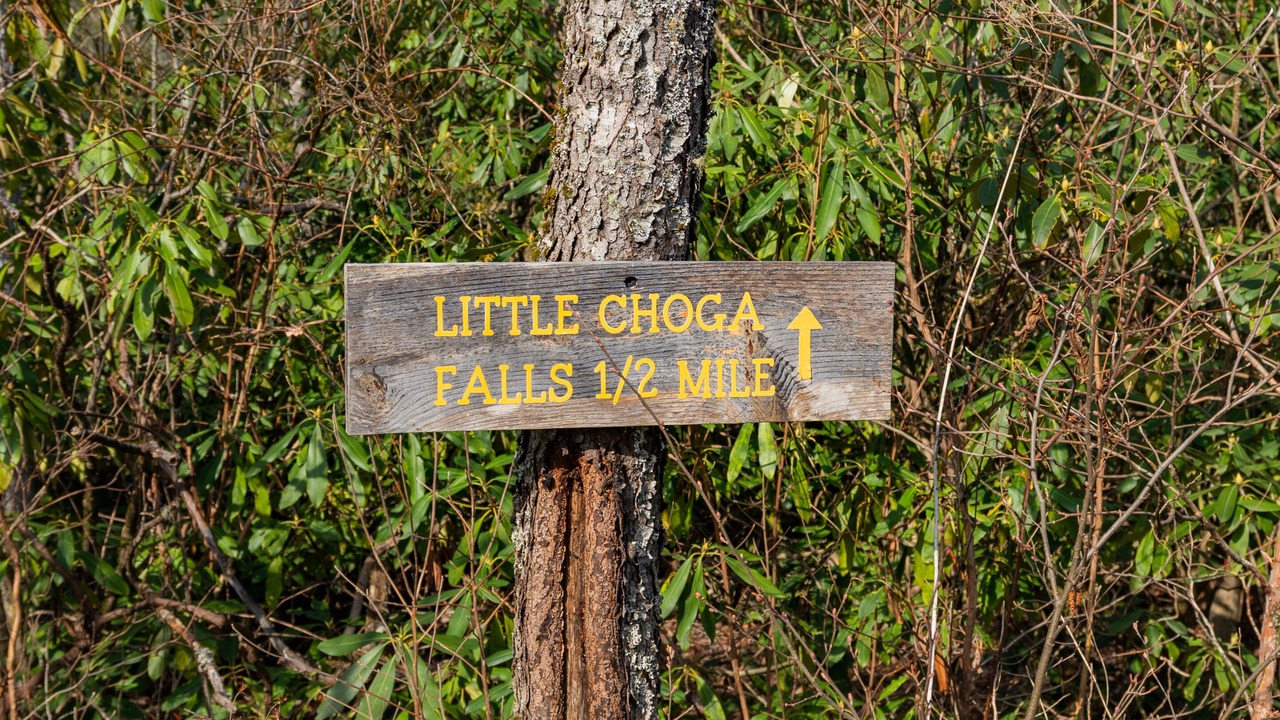 LITTLE CHOGA
FALLS 1/2 MILE